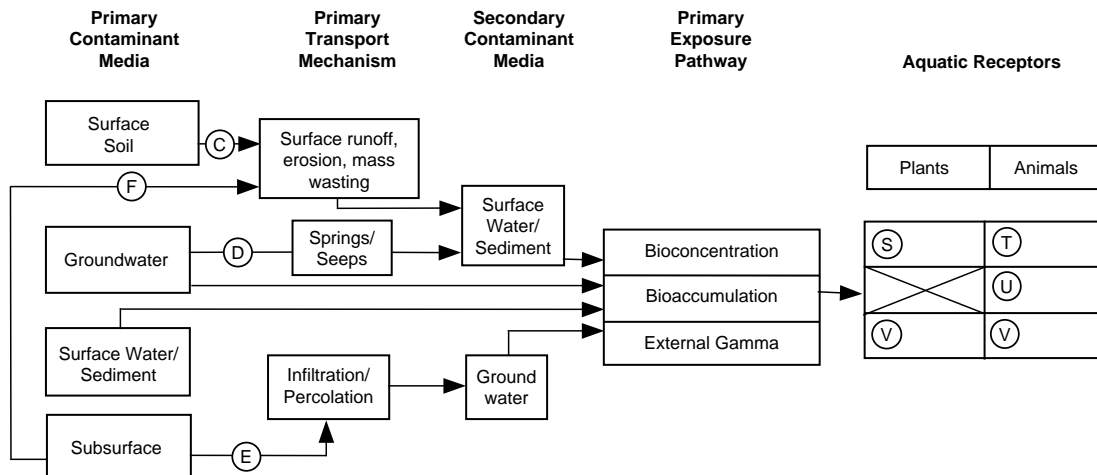 Primary
Contaminant
Media
Primary
Transport
Mechanism
Secondary
Contaminant
Media
Primary
Exposure
Pathway
Aquatic Receptors
Surface
Soil
C
Surface runoff,
erosion, mass
wasting
F
Plants
Animals
Surface
Water/
Sediment
Groundwater
D
Springs/
Seeps
Bioconcentration
S
T
Bioaccumulation
U
External Gamma
V
V
Surface Water/
Sediment
Infiltration/
Percolation
Ground
water
Subsurface
E